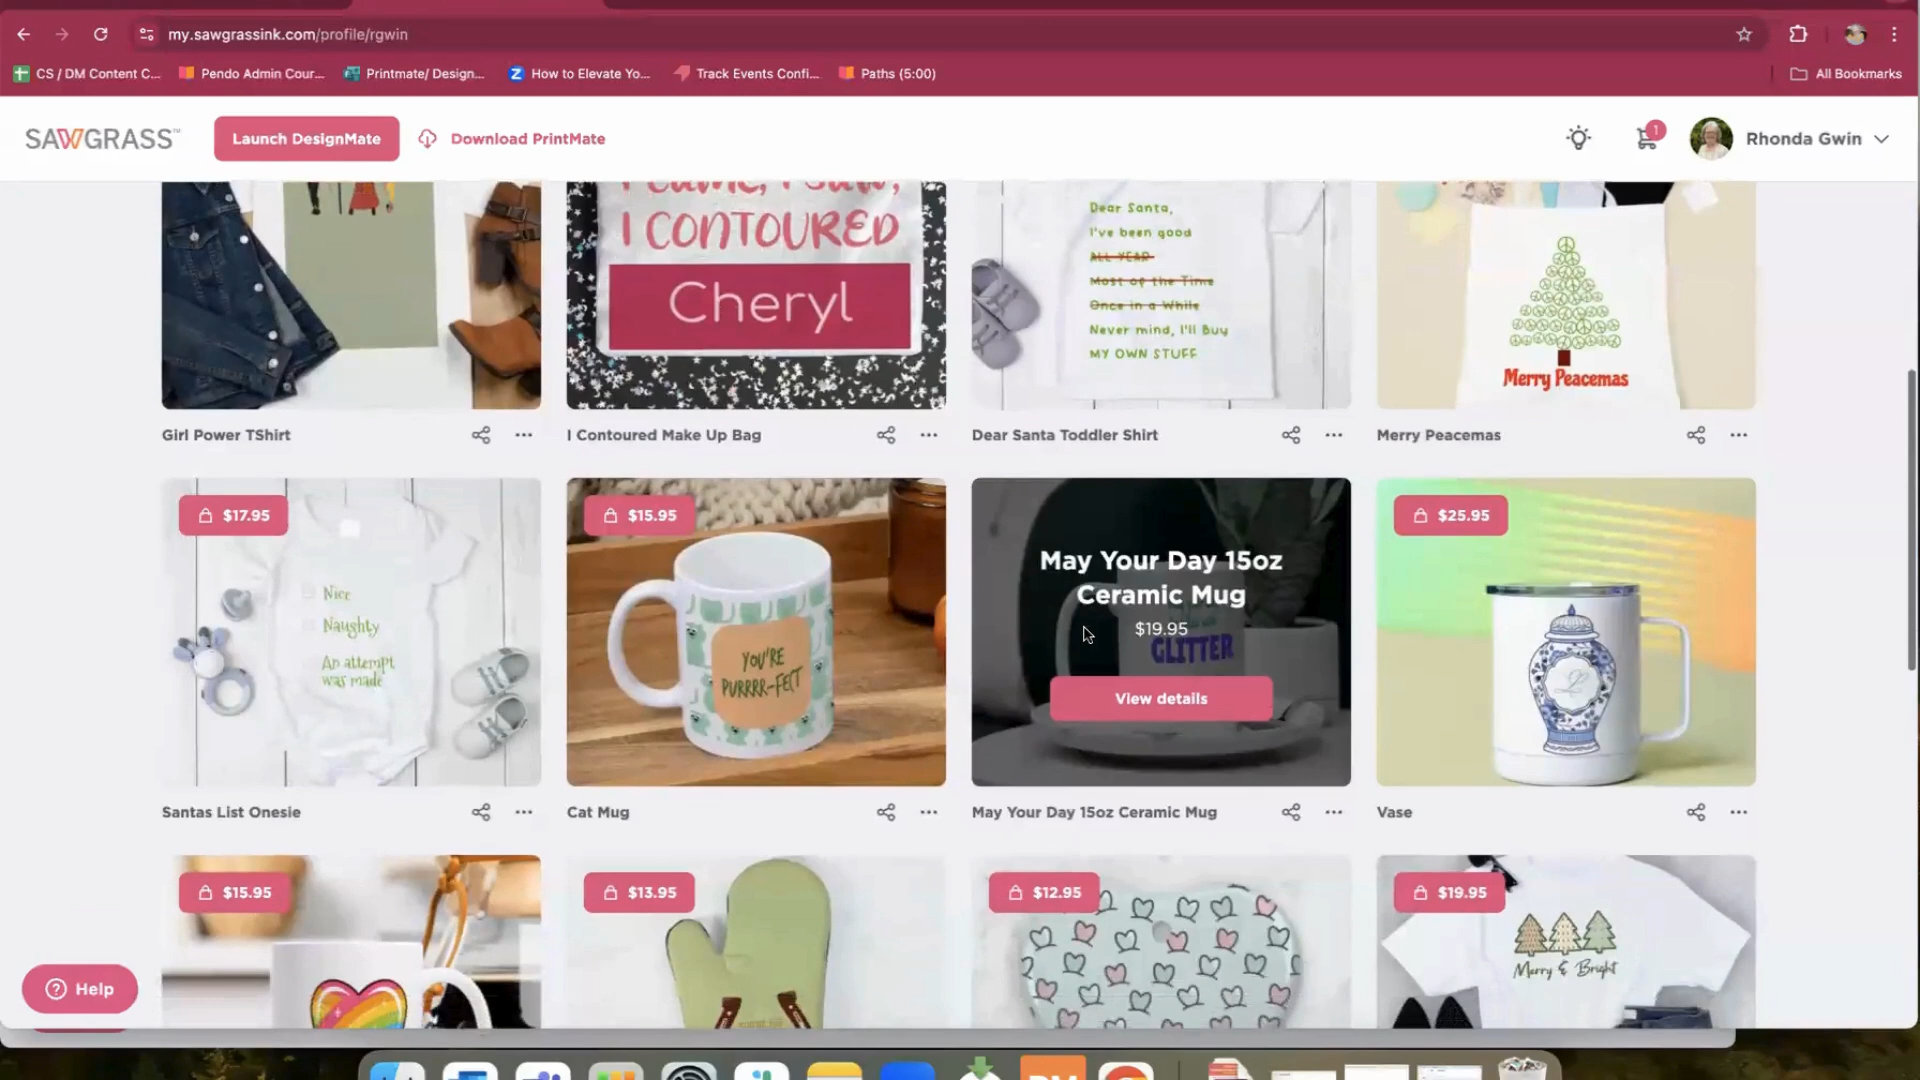 my.sawgrassink.com/profile/rgwin
CS / DM Content C...
Pendo Admin Cour...
Printmate/ Design...
How to Elevate Yo...
Track Events Confi...
Paths (5:00)
All Bookmarks
SAWGRASS™
Launch DesignMate
Download PrintMate
1
Rhonda Gwin
I CONTOURED
Cheryl
Dear Santa,
I've been good
ALL YEAR
Most of the Time
Once in a While
Never mind, I'll Buy
MY OWN STUFF
Merry Peacemas
Girl Power TShirt
I Contoured Make Up Bag
Dear Santa Toddler Shirt
Merry Peacemas
$17.95
Nice
Naughty
An attempt
was made
$15.95
YOU'RE
PURRRR-FECT
May Your Day 15oz
Ceramic Mug
$19.95
GLITTER
View details
$25.95
Santas List Onesie
Cat Mug
May Your Day 15oz Ceramic Mug
Vase
$15.95
$13.95
$12.95
$19.95
Merry & Bright
Help